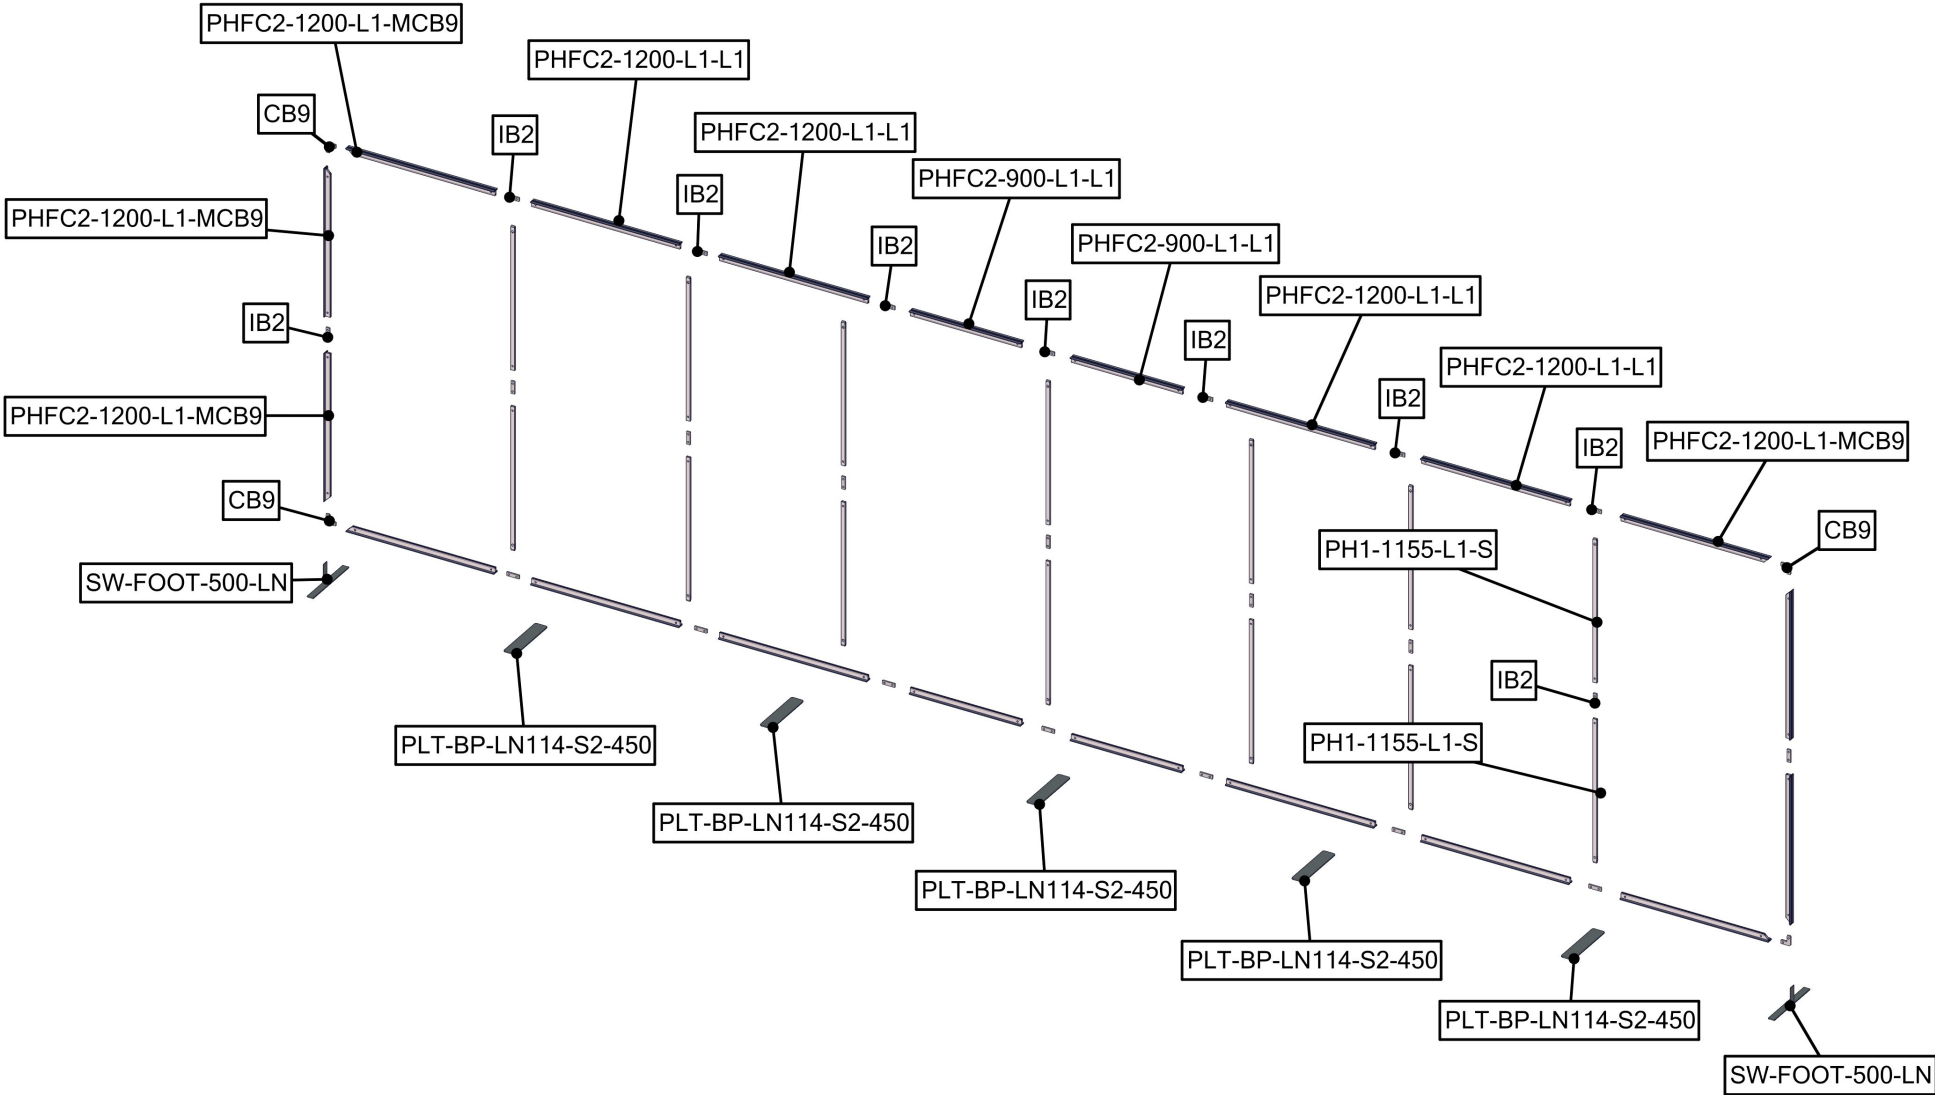 PHFC2-1200-L1-MCB9
PHFC2-1200-L1-L1
CB9
IB2
PHFC2-1200-L1-L1
PHFC2-900-L1-L1
IB2
PHFC2-1200-L1-MCB9
IB2
PHFC2-900-L1-L1
IB2
PHFC2-1200-L1-L1
IB2
IB2
PHFC2-1200-L1-L1
IB2
PHFC2-1200-L1-MCB9
PHFC2-1200-L1-MCB9
IB2
CB9
CB9
PH1-1155-L1-S
SW-FOOT-500-LN
IB2
PLT-BP-LN114-S2-450
PH1-1155-L1-S
PLT-BP-LN114-S2-450
PLT-BP-LN114-S2-450
PLT-BP-LN114-S2-450
PLT-BP-LN114-S2-450
SW-FOOT-500-LN